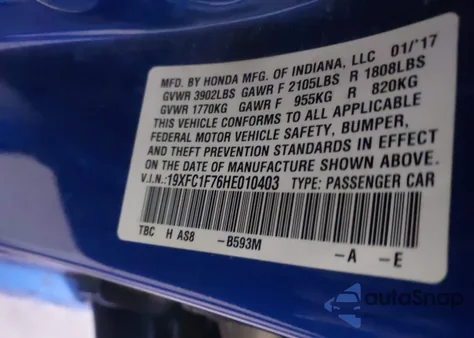 MFD. BY HONDA MFG. OF INDIANA, LLC 01/'17
GVWR 3902LBS GAWR F 2105LBS R 1808LBS
GVWR 1770KG GAWR F 955KG R 820KG
THIS VEHICLE CONFORMS TO ALL APPLICABLE
FEDERAL MOTOR VEHICLE SAFETY, BUMPER,
AND THEFT PREVENTION STANDARDS IN EFFECT
ON THE DATE OF MANUFACTURE SHOWN ABOVE.
V.I.N.:19XFC1F76HE010403 TYPE: PASSENGER CAR
TBC H AS8 -B593M -A -E
autoSnap